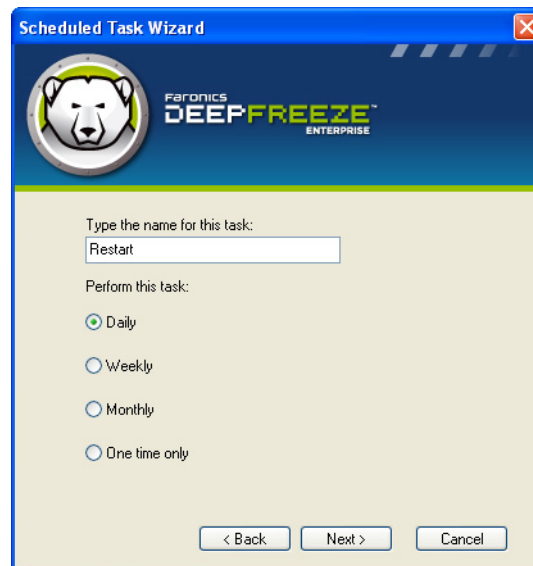 Scheduled Task Wizard
Faronics
DEEPFREEZE™
ENTERPRISE
Type the name for this task:
Restart
Perform this task:
Daily
Weekly
Monthly
One time only
< Back
Next >
Cancel